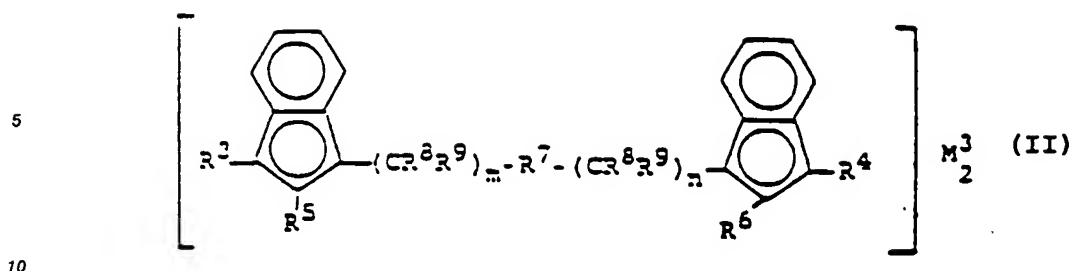 5
R³ (CR⁸R⁹)ₘ-R⁷-(CR⁸R⁹)ₙ R⁴ M³₂ (II)
R⁵ R⁶
10